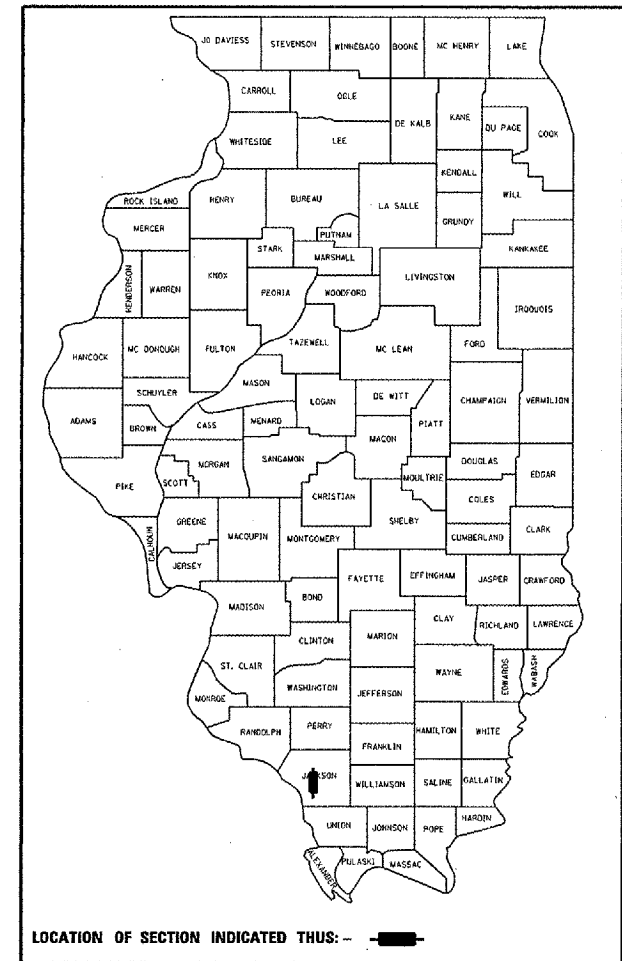 JO DAVIESS STEVENSON WINNEBAGO BOONE MC HENRY LAKE
CARROLL OGLE DE KALB KANE DU PAGE COOK
WHITESIDE LEE KENDALL WILL
ROCK ISLAND HENRY BUREAU LA SALLE GRUNDY
MERCER PUTNAM KANKAKEE
HENDERSON WARREN KNOX STARK MARSHALL LIVINGSTON
PEORIA WOODFORD IROQUOIS
HANCOCK MC DONOUGH FULTON TAZEWELL MC LEAN FORD
SCHUYLER MASON LOGAN DE WITT CHAMPAIGN VERMILION
ADAMS BROWN CASS MENARD MACON PIATT
PIKE SCOTT MORGAN SANGAMON CHRISTIAN MOULTRIE DOUGLAS EDGAR
COLES
CALHOUN GREENE MACOUPIN MONTGOMERY SHELBY CUMBERLAND CLARK
JERSEY FAYETTE EFFINGHAM JASPER CRAWFORD
MADISON BOND CLAY RICHLAND LAWRENCE
CLINTON MARION
ST. CLAIR WAYNE EDWARDS WABASH
MONROE WASHINGTON JEFFERSON
RANDOLPH PERRY HAMILTON WHITE
FRANKLIN
JACKSON WILLIAMSON SALINE GALLATIN
UNION JOHNSON POPE HARDIN
ALEXANDER PULASKI MASSAC
LOCATION OF SECTION INDICATED THUS: -